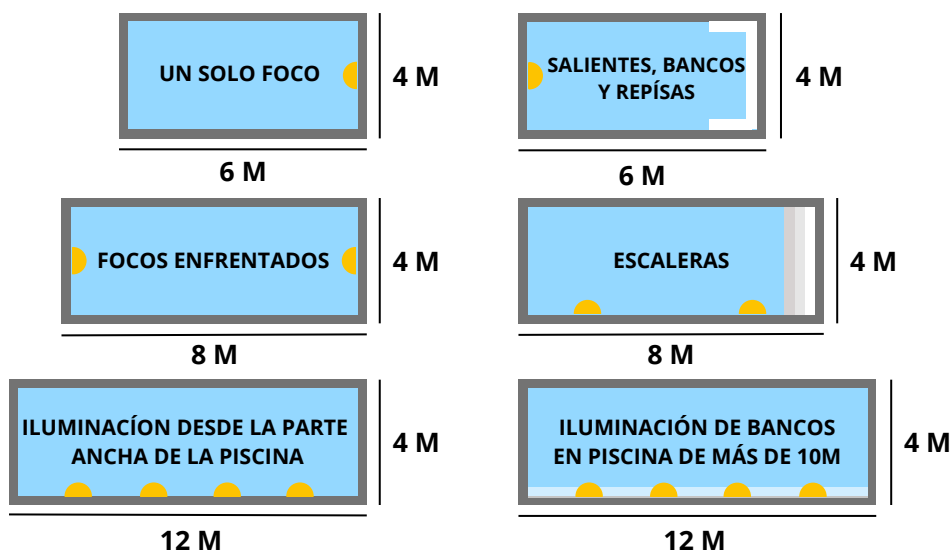 UN SOLO FOCO
4 M
6 M
SALIENTES, BANCOS
Y REPÍSAS
4 M
6 M
FOCOS ENFRENTADOS
4 M
8 M
ESCALERAS
4 M
8 M
ILUMINACÍON DESDE LA PARTE
ANCHA DE LA PISCINA
4 M
12 M
ILUMINACIÓN DE BANCOS
EN PISCINA DE MÁS DE 10M
4 M
12 M